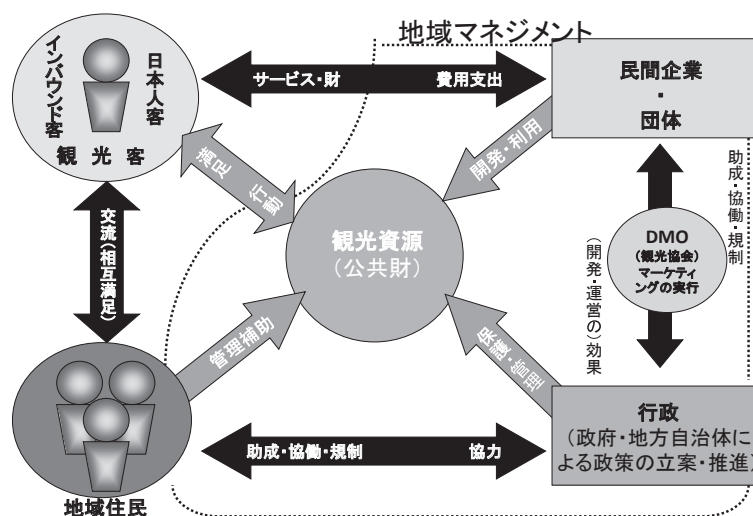 地域マネジメント
インバウンド客
日本人客
観光客
サービス・財
費用支出
民間企業
・
団体
満足
行動
開発・利用
助成・協働・規制
交流(相互満足)
観光資源
(公共財)
DMO
(観光協会)
マーケティ
ングの実行
(開発・運営の)効果
管理補助
保護・管理
行政
(政府・地方自治体に
よる政策の立案・推進)
助成・協働・規制
協力
地域住民